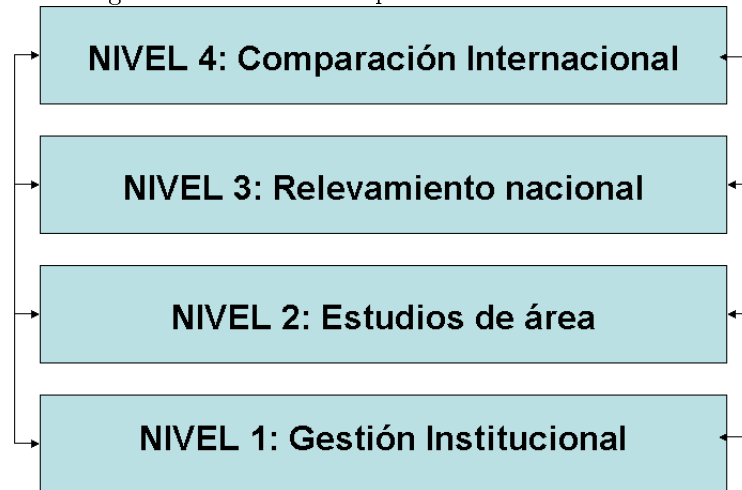 NIVEL 4: Comparación Internacional
NIVEL 3: Relevamiento nacional
NIVEL 2: Estudios de área
NIVEL 1: Gestión Institucional